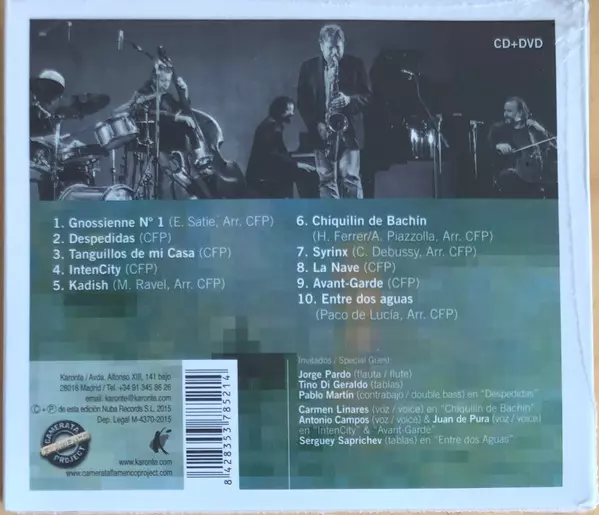 CD+DVD
1. Gnossienne Nº 1 (E. Satie, Arr. CFP)
2. Despedidas (CFP)
3. Tanguillos de mi Casa (CFP)
4. IntenCity (CFP)
5. Kadish (M. Ravel, Arr. CFP)
6. Chiquilin de Bachin
(H. Ferrer/A. Piazzolla, Arr. CFP)
7. Syrinx (C. Debussy, Arr. CFP)
8. La Nave (CFP)
9. Avant-Garde (CFP)
10. Entre dos aguas
(Paco de Lucía, Arr. CFP)
Karonte / Avda. Alfonso XIII, 141 bajo
28016 Madrid / Tel. +34 91 345 86 26
email: karonte@karonte.com
Ⓒ+Ⓟ de esta edición Nuba Records S.L. 2015
Dep. Legal M-4370-2015
CAMERATA
FLAMENCO
PROJECT
www.karonte.com
www.camerataflamencoproject.com
8 428353 785214
Invitados / Special Guest:
Jorge Pardo (flauta / flute)
Tino Di Geraldo (tablas)
Pablo Martin (contrabajo / double bass) en "Despedidas"
Carmen Linares (voz / voice) en "Chiquilin de Bachin"
Antonio Campos (voz / voice) & Juan de Pura (voz / voice)
en "IntenCity" & "Avant-Garde"
Serguey Saprichev (tablas) en "Entre dos Aguas"